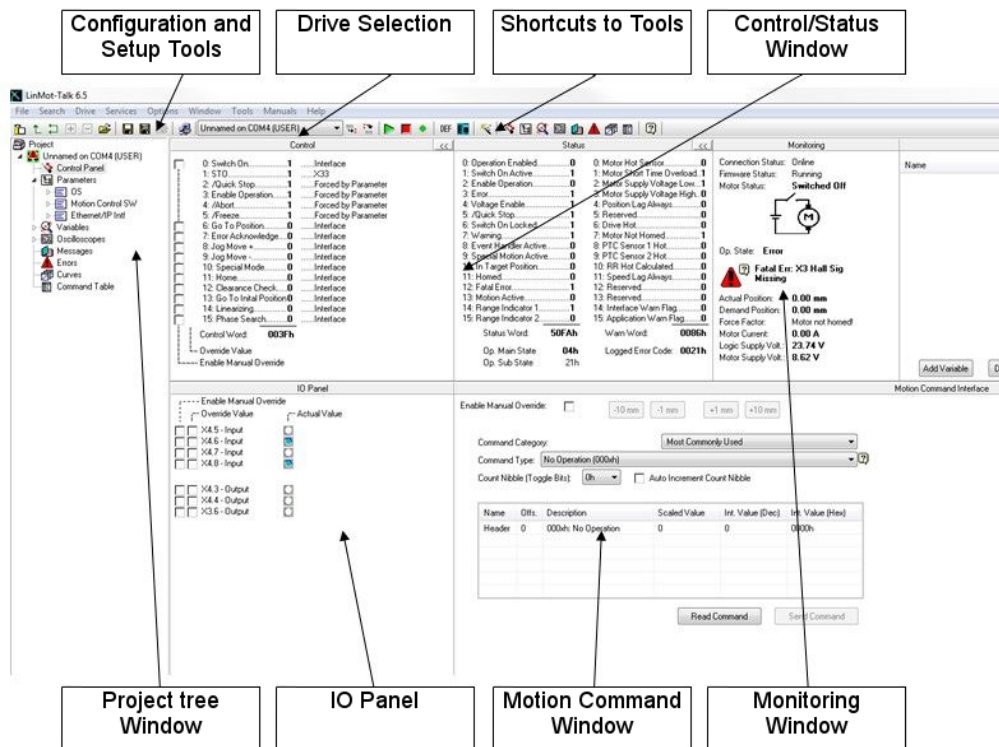 Configuration and
Setup Tools
Drive Selection
Shortcuts to Tools
Control/Status
Window
LinMot-Talk 6.5
File Search Drive Services Options Window Tools Manuals Help
Unnamed on COM4 (USER)
DEF
Project
Unnamed on COM4 (USER)
Control Panel
Parameters
OS
Motion Control SW
Ethernet/IP Intf
Variables
Oscilloscopes
Messages
Errors
Curves
Command Table
Control
<<
0: Switch On 1 Interface
1: STO 1 X33
2: /Quick Stop 1 Forced by Parameter
3: Enable Operation 1 Forced by Parameter
4: /Abort 1 Forced by Parameter
5: /Freeze 1 Forced by Parameter
6: Go To Position 0 Interface
7: Error Acknowledge 0 Interface
8: Jog Move + 0 Interface
9: Jog Move - 0 Interface
10: Special Mode 0 Interface
11: Home 0 Interface
12: Clearance Check 0 Interface
13: Go To Inital Position 0 Interface
14: Linearizing 0 Interface
15: Phase Search 0 Interface
Control Word: 003Fh
Override Value
Enable Manual Override
Status
<<
0: Operation Enabled 0
1: Switch On Active 1
2: Enable Operation 0
3: Error 1
4: Voltage Enable 1
5: /Quick Stop 1
6: Switch On Locked 1
7: Warning 1
8: Event Handler Active 0
9: Special Motion Active 0
In Target Position 0
11: Homed 0
12: Fatal Error 1
13: Motion Active 0
14: Range Indicator 1 1
15: Range Indicator 2 0
Status Word: 50FAh
Op. Main State 04h
Op. Sub State 21h
0: Motor Hot Sensor 0
1: Motor Short Time Overload 1
2: Motor Supply Voltage Low 1
3: Motor Supply Voltage High 0
4: Position Lag Always 0
5: Reserved 0
6: Drive Hot 0
7: Motor Not Homed 1
8: PTC Sensor 1 Hot 0
9: PTC Sensor 2 Hot 0
10: RR Hot Calculated 0
11: Speed Lag Always 0
12: Reserved 0
13: Reserved 0
14: Interface Warn Flag 0
15: Application Warn Flag 0
Warn Word: 0086h
Logged Error Code: 0021h
Monitoring
Connection Status: Online
Firmware Status: Running
Motor Status: Switched Off
M
Op. State: Error
Fatal Err: X3 Hall Sig
Missing
Actual Position: 0.00 mm
Demand Position: 0.00 mm
Force Factor: Motor not homed!
Motor Current: 0.00 A
Logic Supply Volt.: 23.74 V
Motor Supply Volt.: 8.62 V
Name
Add Variable
IO Panel
Enable Manual Override
Override Value Actual Value
X4.5 - Input
X4.6 - Input
X4.7 - Input
X4.8 - Input
X4.3 - Output
X4.4 - Output
X3.6 - Output
Motion Command Interface
Enable Manual Override:
-10 mm -1 mm +1 mm +10 mm
Command Category: Most Commonly Used
Command Type: No Operation (000xh)
Count Nibble (Toggle Bits): 0h Auto Increment Count Nibble
Name Offs. Description Scaled Value Int. Value (Dec) Int. Value (Hex)
Header 0 000xh: No Operation 0 0 0000h
Read Command Send Command
Project tree
Window
IO Panel
Motion Command
Window
Monitoring
Window